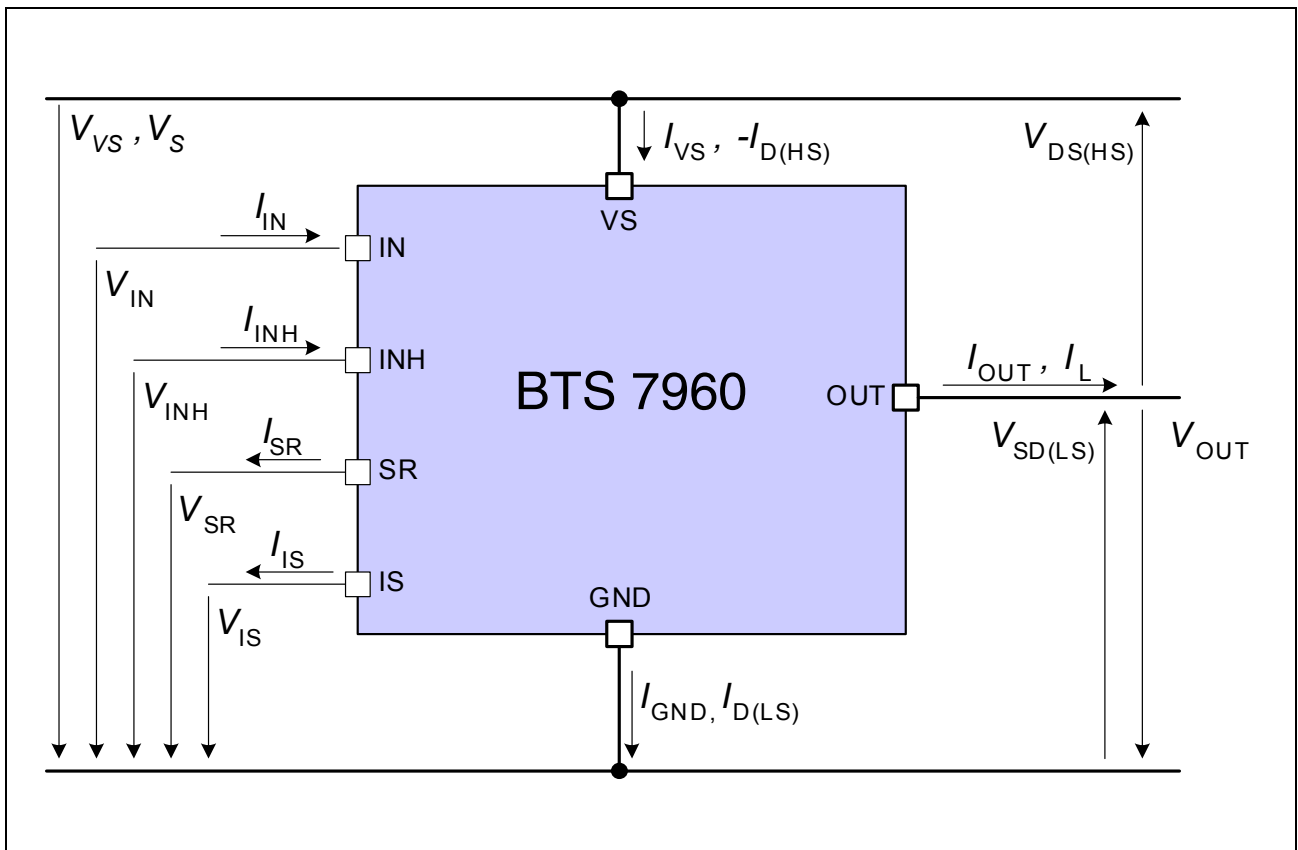 V_VS , V_S
I_VS , -I_D(HS)
V_DS(HS)
I_IN
VS
IN
V_IN
I_INH
INH
BTS 7960
I_OUT , I_L
OUT
V_INH
I_SR
V_SD(LS)
V_OUT
SR
V_SR
I_IS
IS
GND
V_IS
I_GND, I_D(LS)